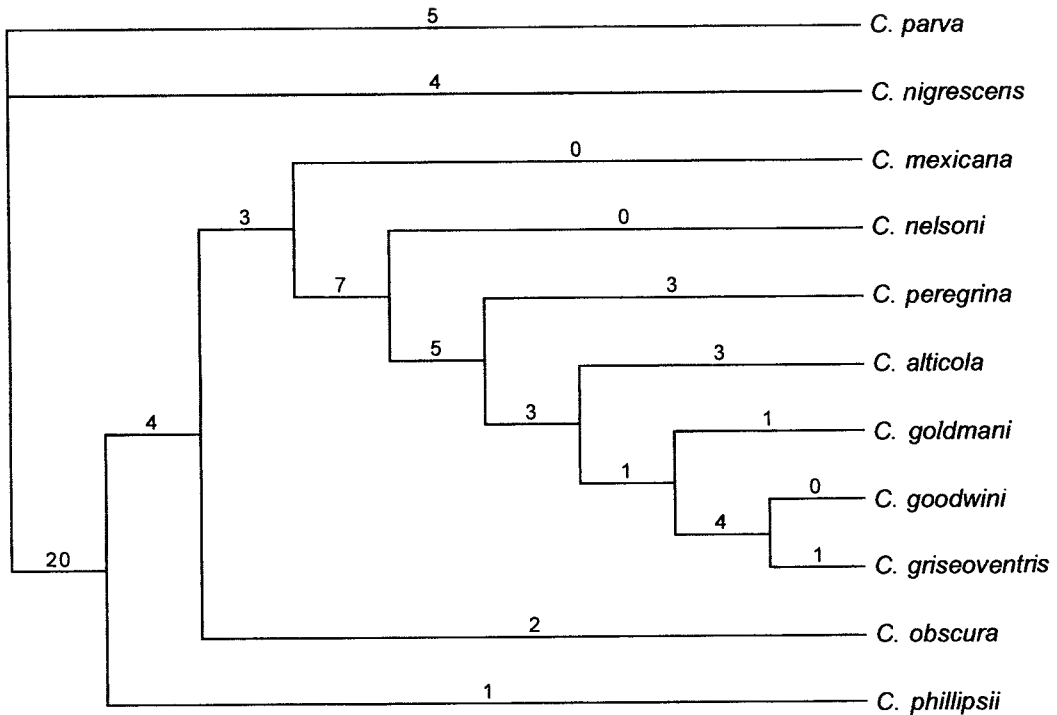 5
C. parva
4
C. nigrescens
0
C. mexicana
3
0
C. nelsoni
7
3
C. peregrina
5
3
C. alticola
3
1
C. goldmani
4
1
0
C. goodwini
4
20
1
C. griseoventris
2
C. obscura
1
C. phillipsii